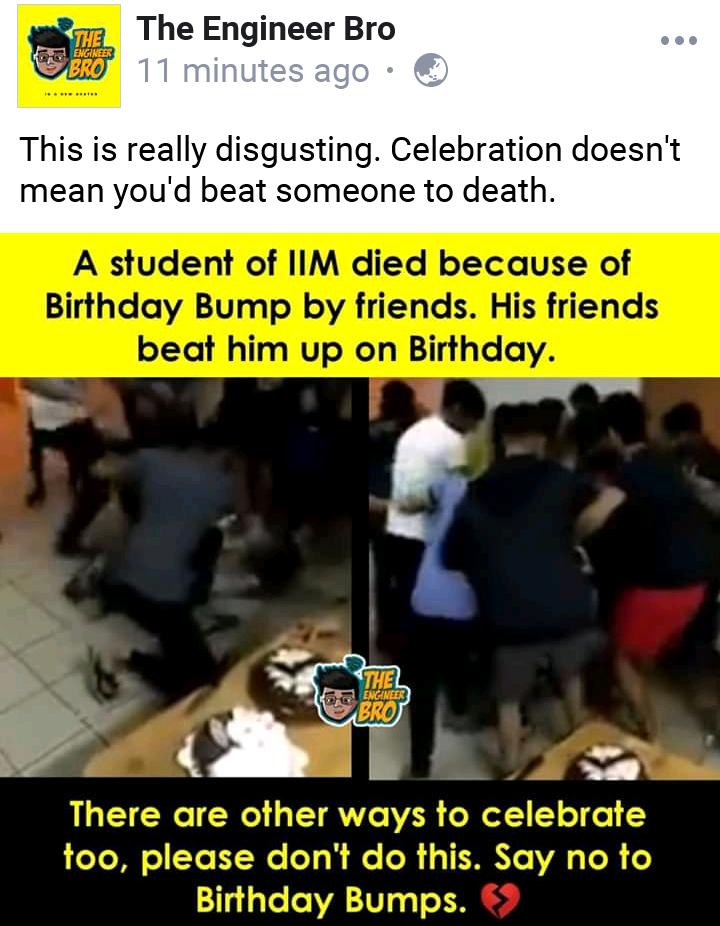 THE
ENGINEER
BRO
The Engineer Bro
11 minutes ago ·
This is really disgusting. Celebration doesn't
mean you'd beat someone to death.
A student of IIM died because of
Birthday Bump by friends. His friends
beat him up on Birthday.
THE
ENGINEER
BRO
There are other ways to celebrate
too, please don't do this. Say no to
Birthday Bumps. 💔